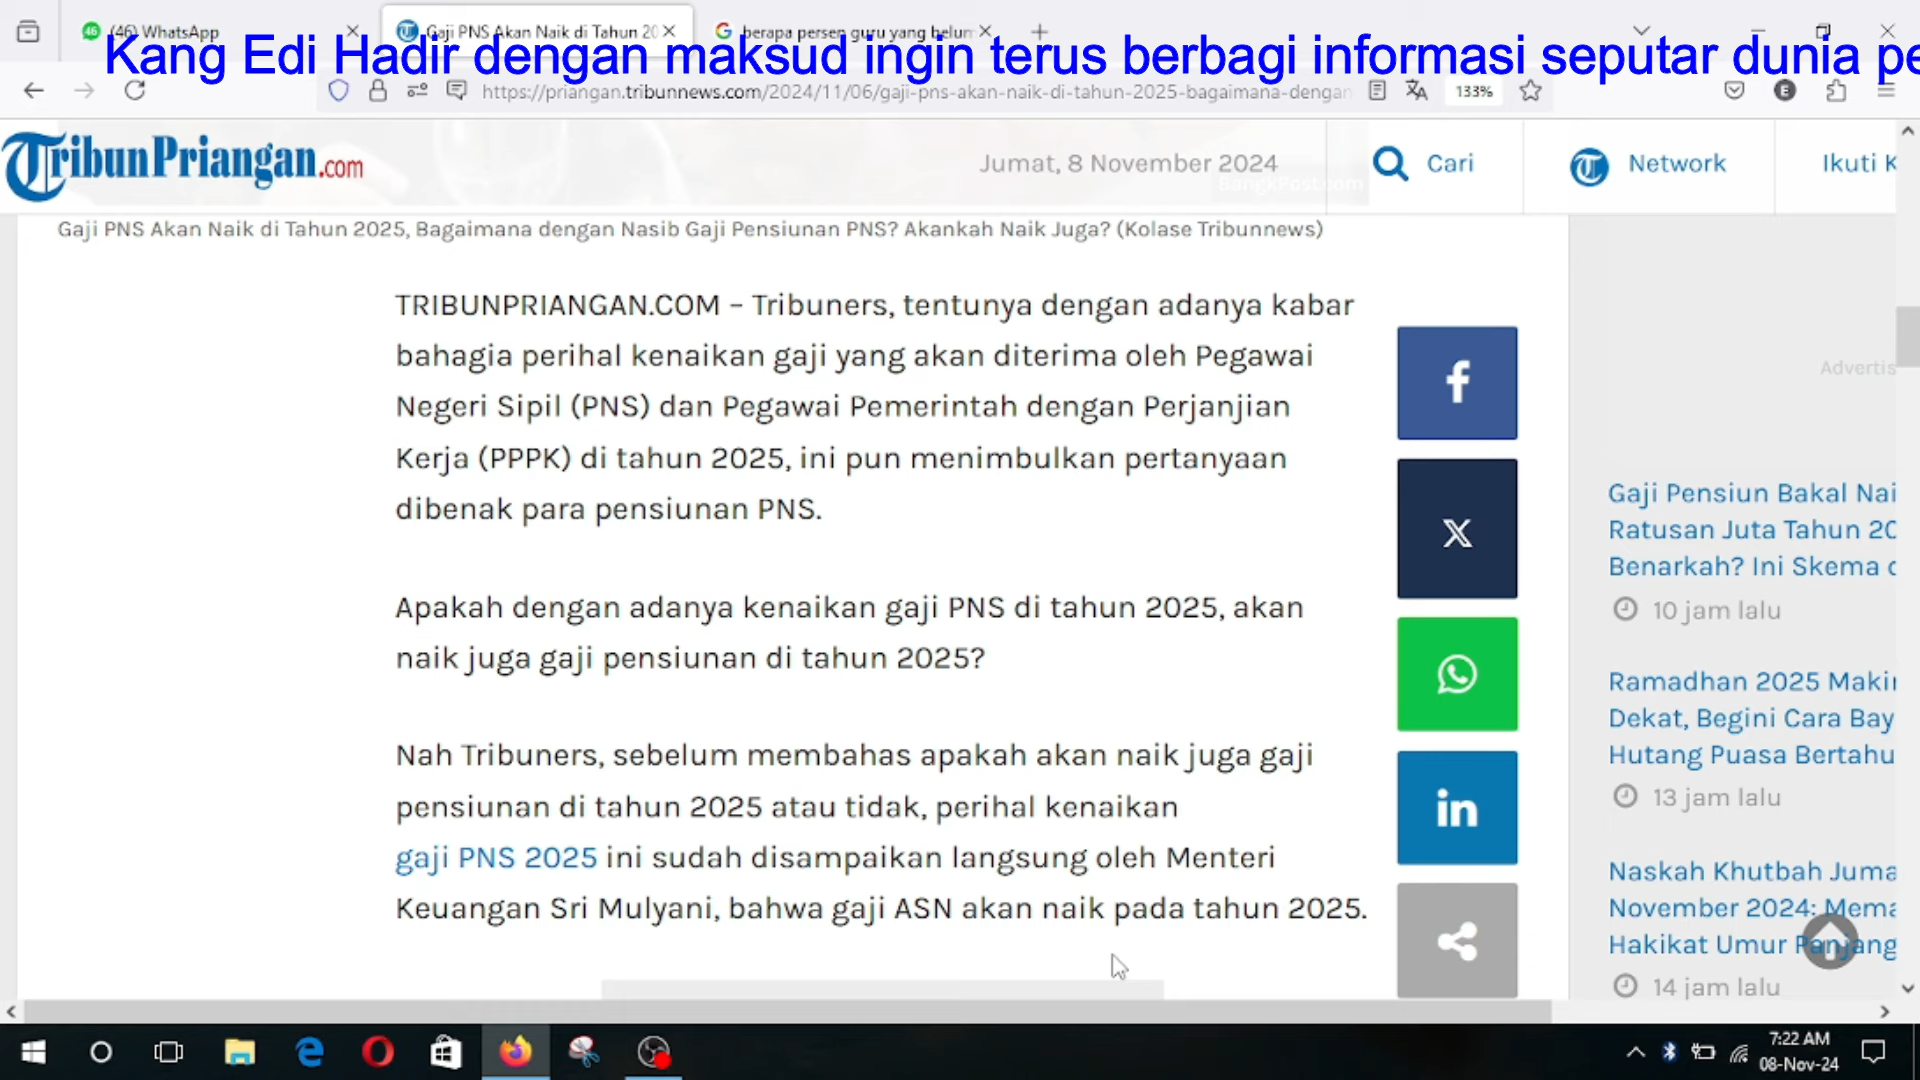 (46) WhatsApp
Gaji PNS Akan Naik di Tahun 20
berapa persen guru yang belum
Kang Edi Hadir dengan maksud ingin terus berbagi informasi seputar dunia pe
https://priangan.tribunnews.com/2024/11/06/gaji-pns-akan-naik-di-tahun-2025-bagaimana-dengan
133%
E
TribunPriangan.com
Jumat, 8 November 2024
BangkaPost.com
Cari
Network
Ikuti K
Gaji PNS Akan Naik di Tahun 2025, Bagaimana dengan Nasib Gaji Pensiunan PNS? Akankah Naik Juga? (Kolase Tribunnews)
TRIBUNPRIANGAN.COM – Tribuners, tentunya dengan adanya kabar
bahagia perihal kenaikan gaji yang akan diterima oleh Pegawai
Negeri Sipil (PNS) dan Pegawai Pemerintah dengan Perjanjian
Kerja (PPPK) di tahun 2025, ini pun menimbulkan pertanyaan
dibenak para pensiunan PNS.
Apakah dengan adanya kenaikan gaji PNS di tahun 2025, akan
naik juga gaji pensiunan di tahun 2025?
Nah Tribuners, sebelum membahas apakah akan naik juga gaji
pensiunan di tahun 2025 atau tidak, perihal kenaikan
gaji PNS 2025 ini sudah disampaikan langsung oleh Menteri
Keuangan Sri Mulyani, bahwa gaji ASN akan naik pada tahun 2025.
Advertis
Gaji Pensiun Bakal Nai
Ratusan Juta Tahun 20
Benarkah? Ini Skema d
10 jam lalu
Ramadhan 2025 Makin
Dekat, Begini Cara Bay
Hutang Puasa Bertahu
13 jam lalu
Naskah Khutbah Juma
November 2024: Mema
Hakikat Umur Panjang
14 jam lalu
7:22 AM
08-Nov-24